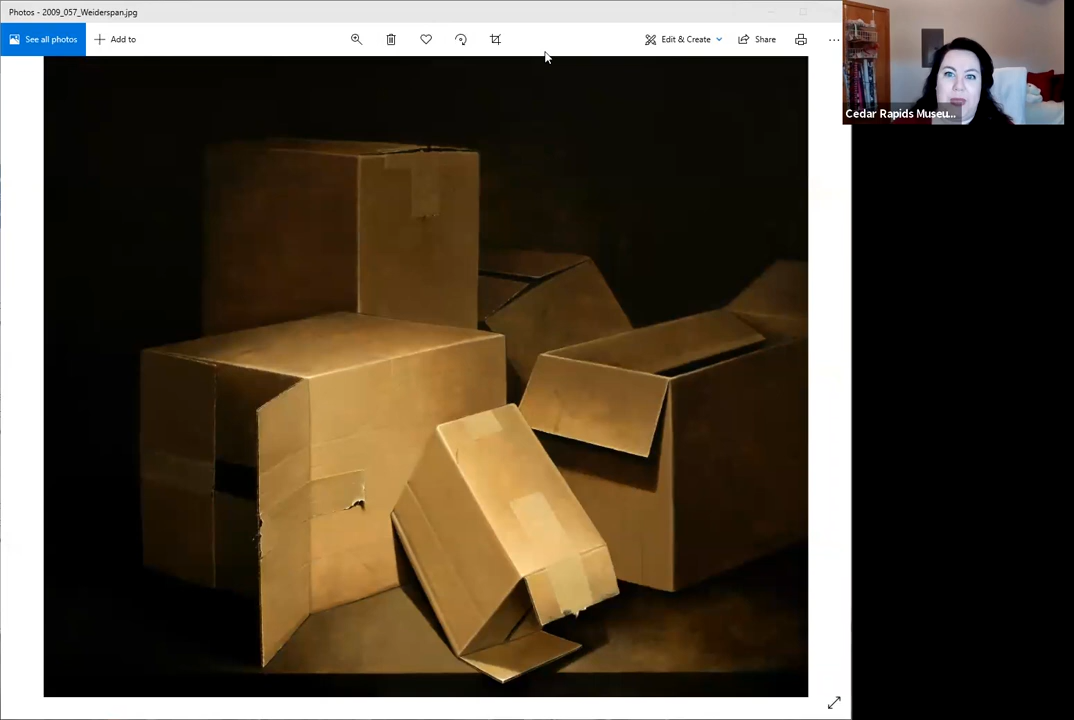 Photos - 2009_057_Weiderspan.jpg
See all photos
Add to
Edit & Create
Share
Cedar Rapids Museu...